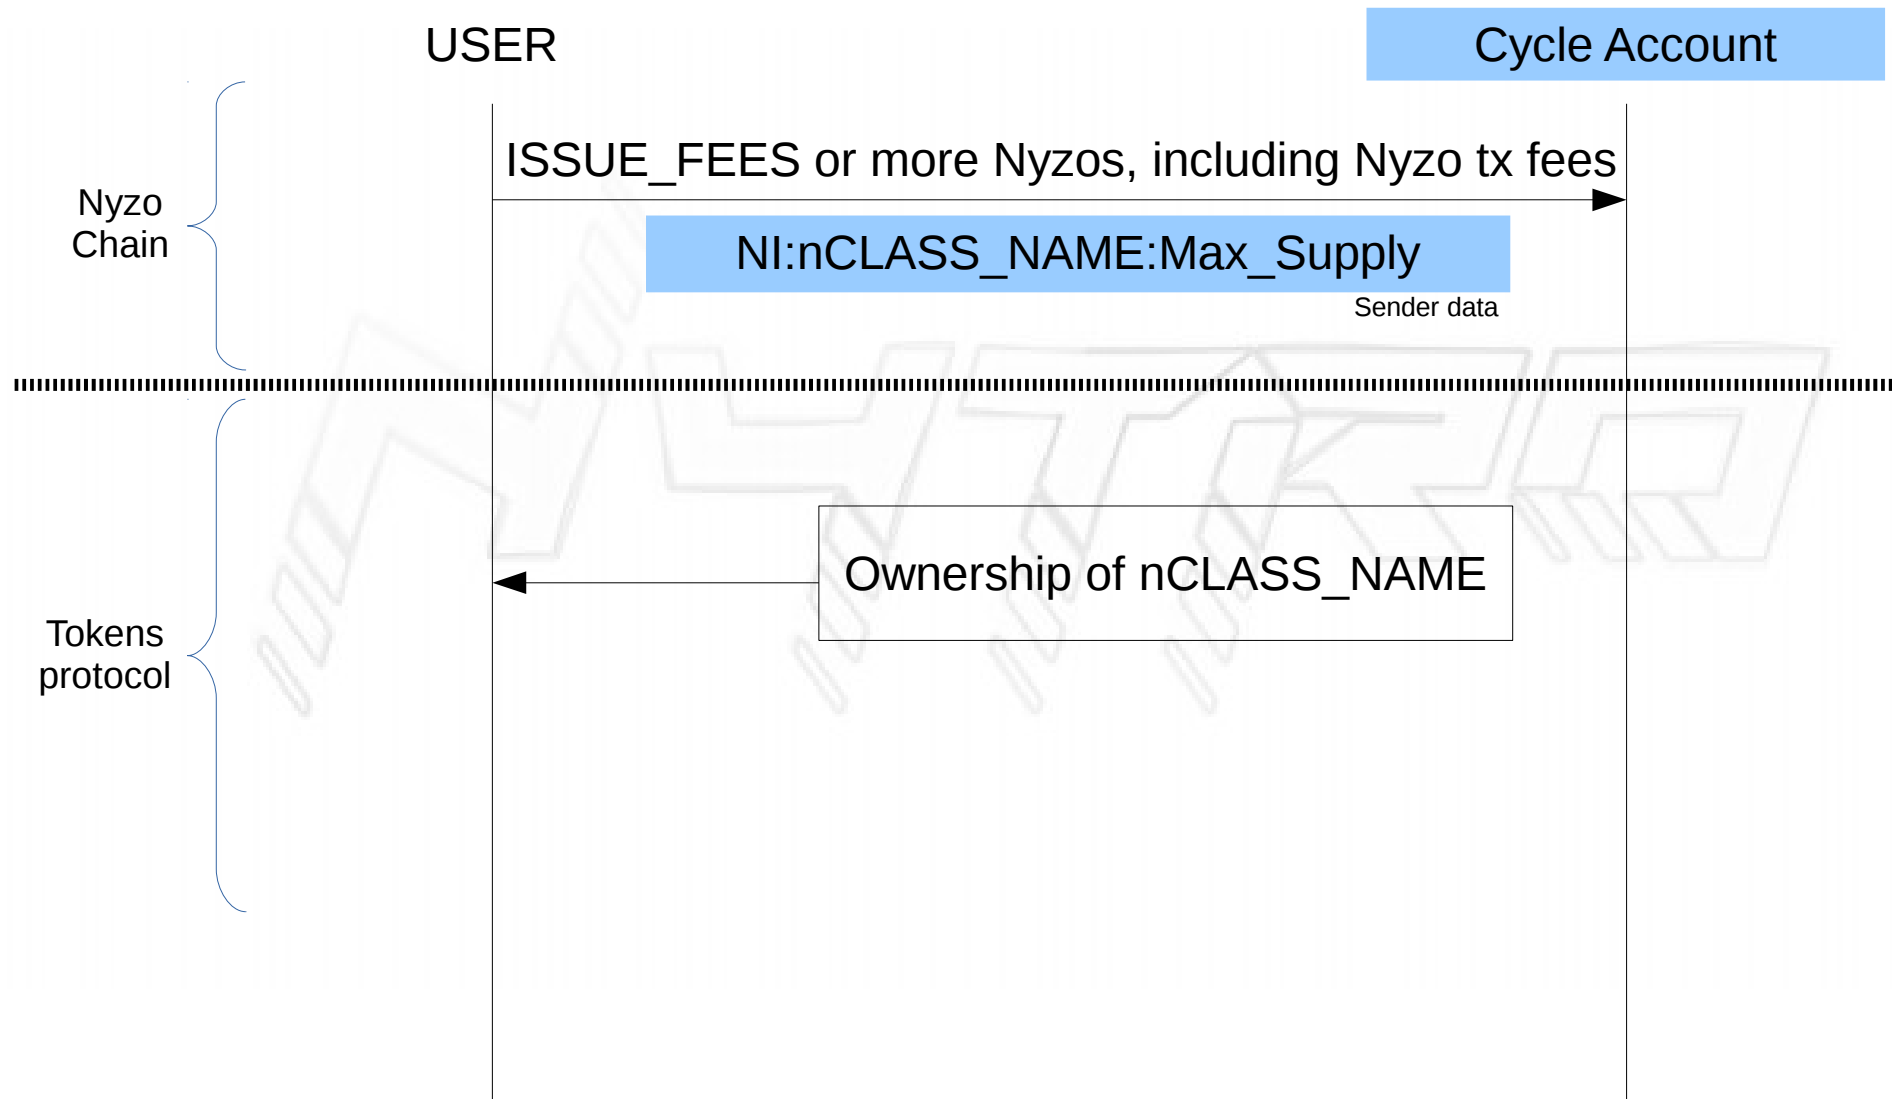 USER
Cycle Account
ISSUE_FEES or more Nyzos, including Nyzo tx fees
Nyzo
Chain
NI:nCLASS_NAME:Max_Supply
Sender data
NYTRO
Ownership of nCLASS_NAME
Tokens
protocol